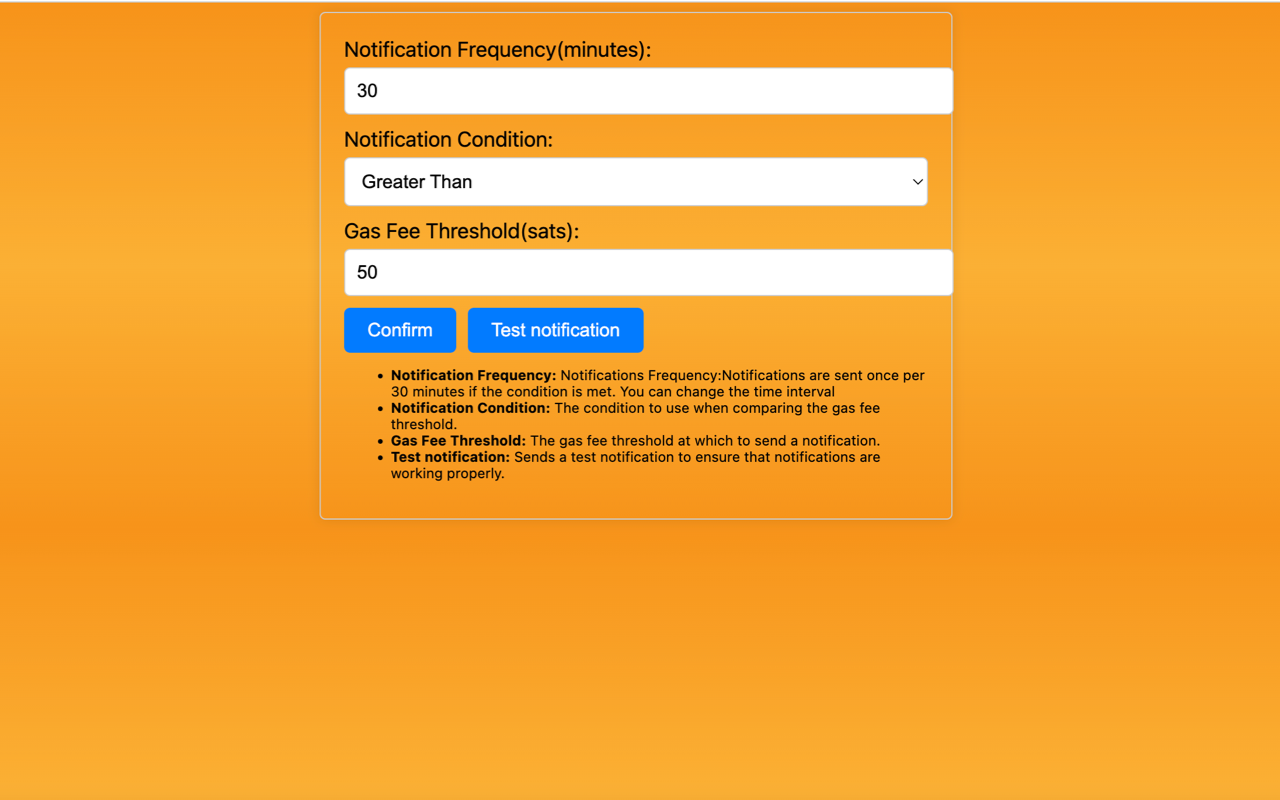 Notification Frequency(minutes):
30
Notification Condition:
Greater Than
Gas Fee Threshold(sats):
50
Confirm
Test notification
Notification Frequency: Notifications Frequency:Notifications are sent once per
30 minutes if the condition is met. You can change the time interval
Notification Condition: The condition to use when comparing the gas fee
threshold.
Gas Fee Threshold: The gas fee threshold at which to send a notification.
Test notification: Sends a test notification to ensure that notifications are
working properly.